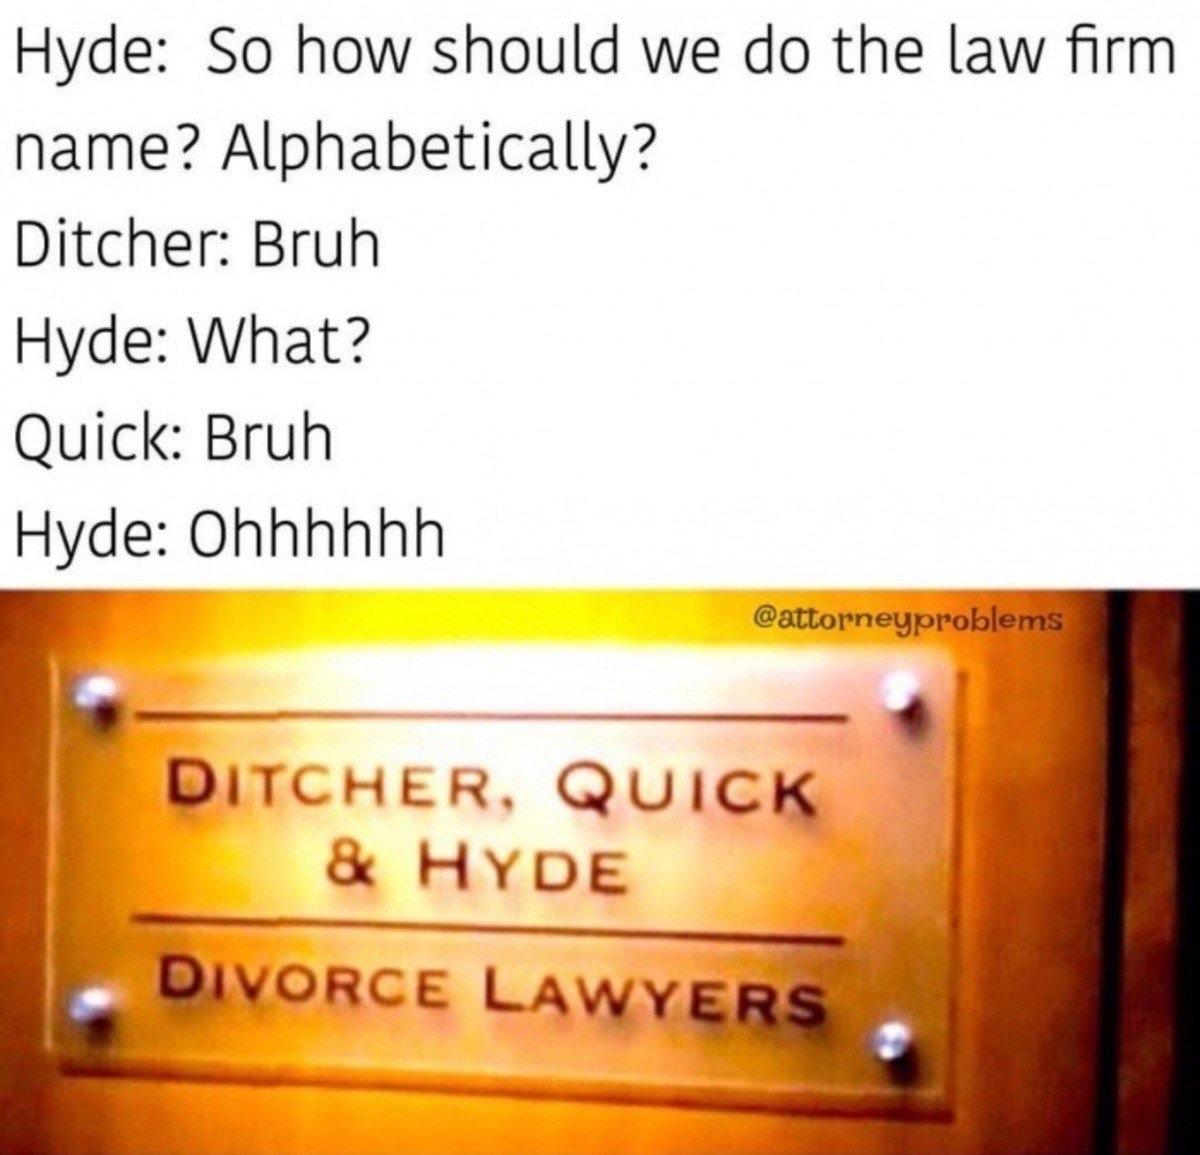 Hyde:  So how should we do the law firm
name? Alphabetically?
Ditcher: Bruh
Hyde: What?
Quick: Bruh
Hyde: Ohhhhhh
@attorneyproblems
DITCHER, QUICK
& HYDE
DIVORCE LAWYERS